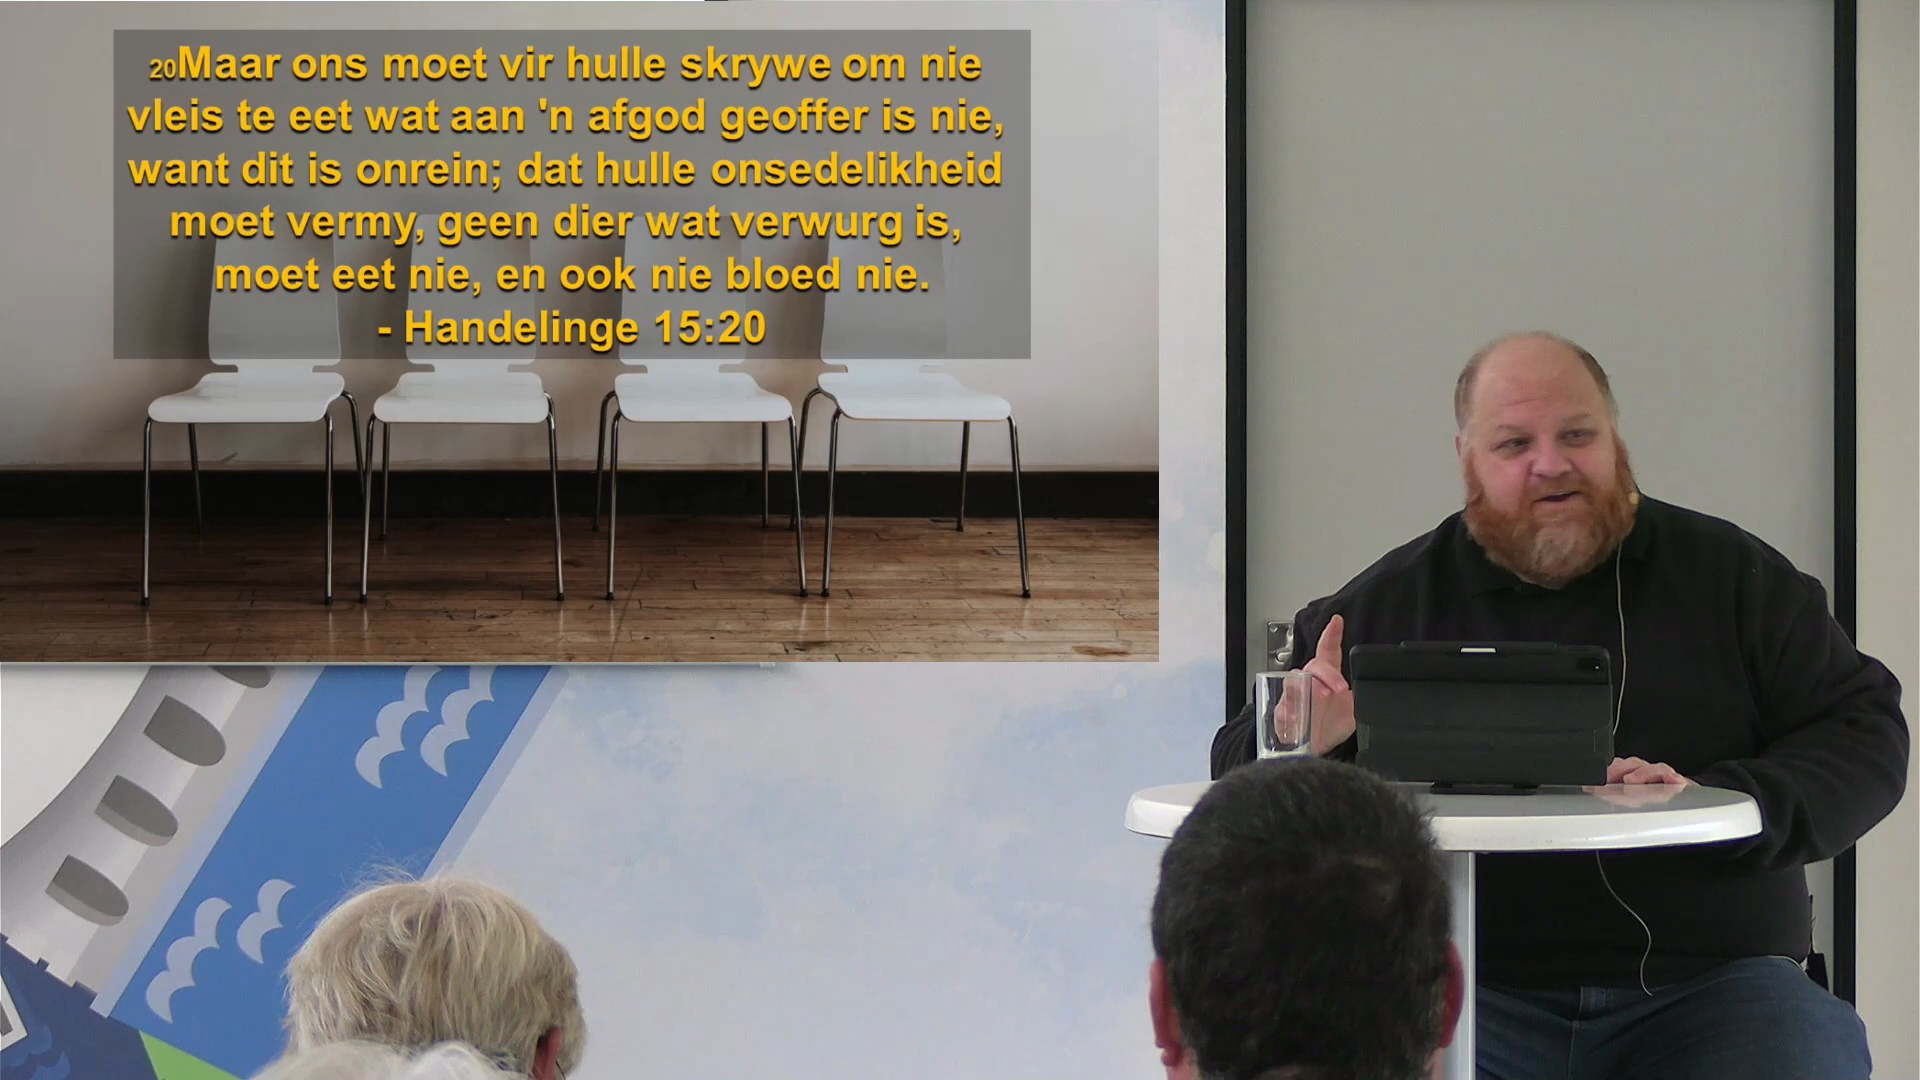 20Maar ons moet vir hulle skrywe om nie
vleis te eet wat aan 'n afgod geoffer is nie,
want dit is onrein; dat hulle onsedelikheid
moet vermy, geen dier wat verwurg is,
moet eet nie, en ook nie bloed nie.
- Handelinge 15:20